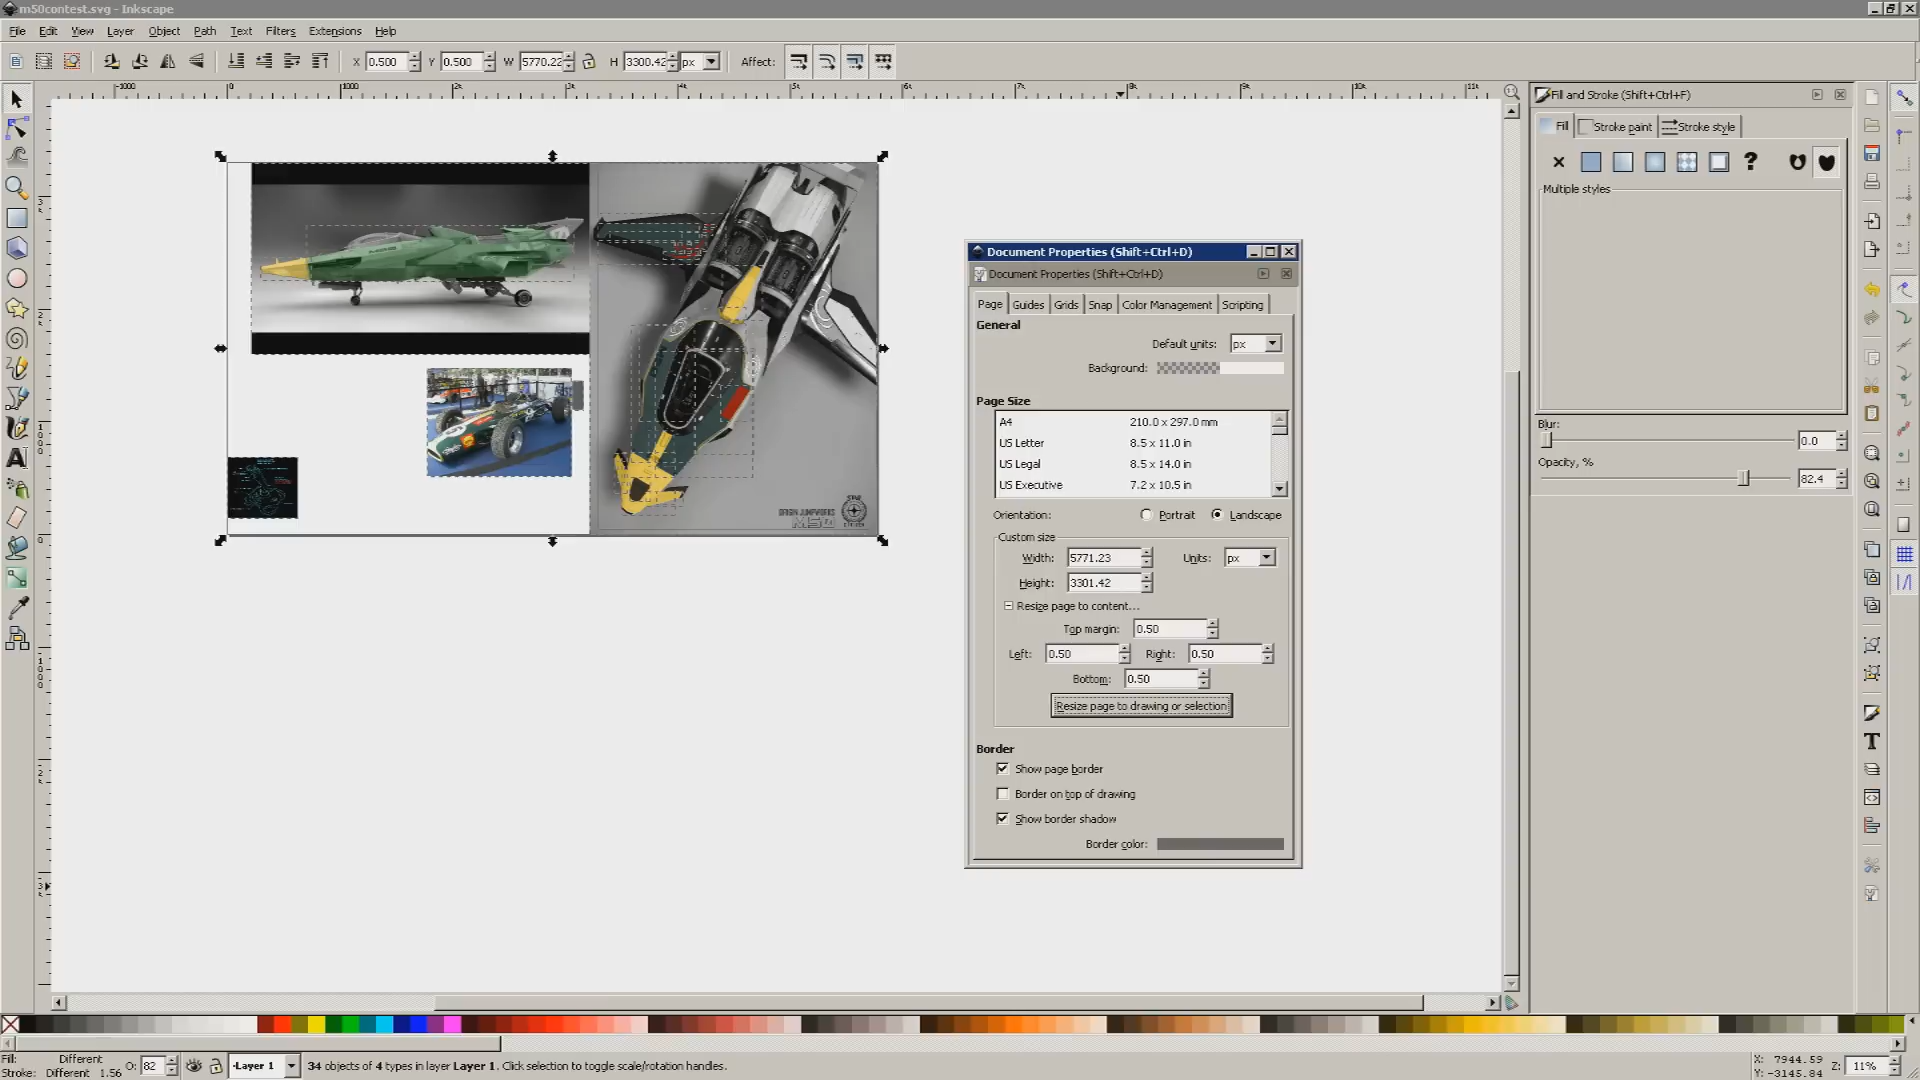 m50contest.svg - Inkscape
File Edit View Layer Object Path Text Filters Extensions Help
X 0.500 Y 0.500 W 5770.22 H 3300.42 px Affect:
Fill and Stroke (Shift+Ctrl+F)
Fill Stroke paint Stroke style
?
Multiple styles
Blur:
0.0
Opacity, %
82.4
Document Properties (Shift+Ctrl+D)
Document Properties (Shift+Ctrl+D)
Page Guides Grids Snap Color Management Scripting
General
Default units: px
Background:
Page Size
A4 210.0 x 297.0 mm
US Letter 8.5 x 11.0 in
US Legal 8.5 x 14.0 in
US Executive 7.2 x 10.5 in
Orientation: Portrait Landscape
Custom size
Width: 5771.23 Units: px
Height: 3301.42
Resize page to content...
Top margin: 0.50
Left: 0.50 Right: 0.50
Bottom: 0.50
Resize page to drawing or selection
Border
Show page border
Border on top of drawing
Show border shadow
Border color:
M50
STAR
Fill: Different
Stroke: Different 1.56 O: 82 Layer 1 34 objects of 4 types in layer Layer 1. Click selection to toggle scale/rotation handles.
X: 7944.59
Y: -3145.84
Z: 11%